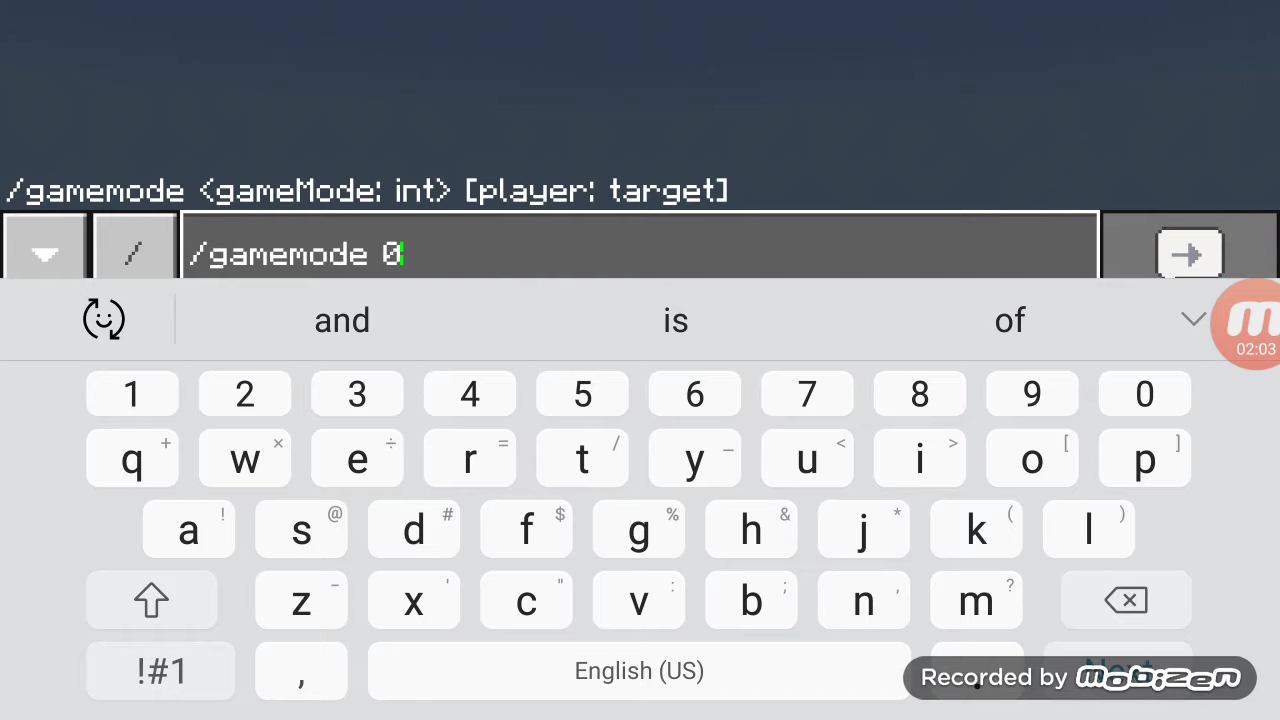 /gamemode <gameMode: int> [player: target]
/
/gamemode 0
and is of
02:03
1 2 3 4 5 6 7 8 9 0
q + w × e ÷ r = t / y _ u < i > o [ p ]
a ! s @ d # f $ g % h & j * k ( l )
z - x ' c " v : b ; n , m ?
!#1 , English (US) . Next
Recorded by mobizen